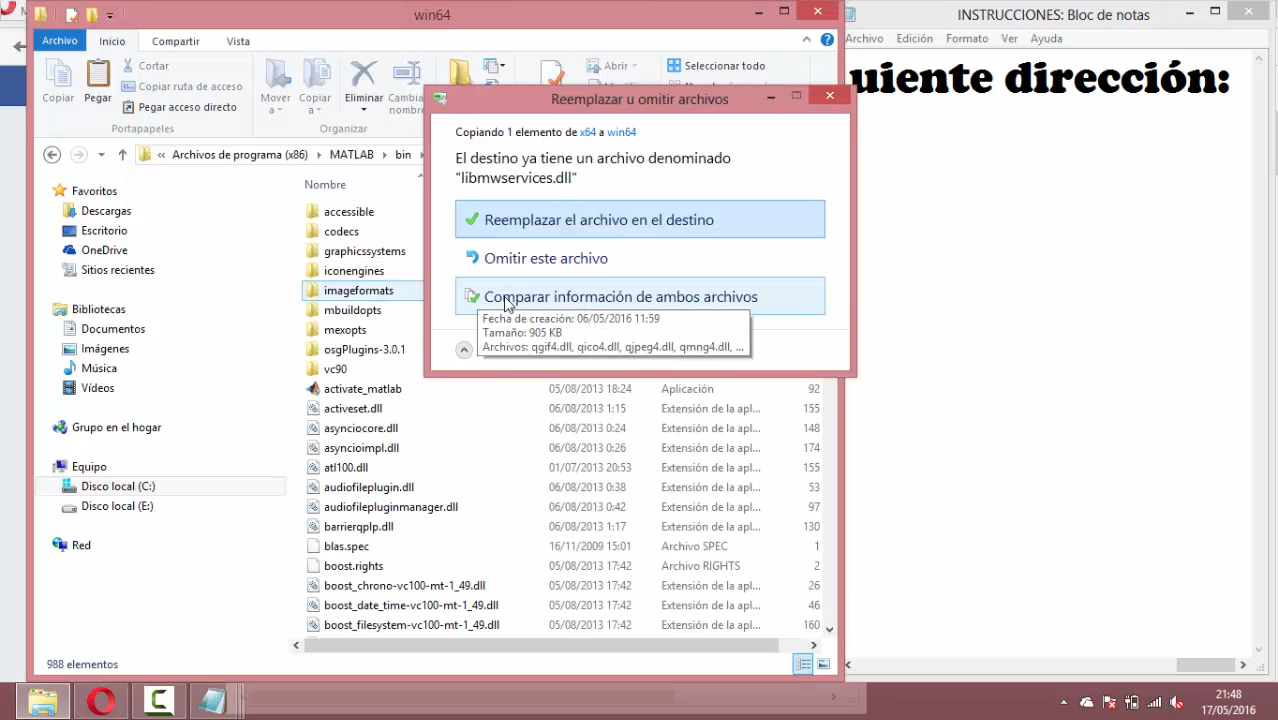 win64
INSTRUCCIONES: Bloc de notas
Archivo Inicio Compartir Vista
Archivo Edición Formato Ver Ayuda
Copiar
Pegar
Cortar
Copiar ruta de acceso
Pegar acceso directo
Portapapeles
Mover a
Copiar a
Eliminar
Cambia
nombre
Organizar
Abrir
Seleccionar todo
uiente dirección:
« Archivos de programa (x86) MATLAB bin
Favoritos
Descargas
Escritorio
OneDrive
Sitios recientes
Bibliotecas
Documentos
Imágenes
Música
Vídeos
Grupo en el hogar
Equipo
Disco local (C:)
Disco local (E:)
Red
Reemplazar u omitir archivos
Copiando 1 elemento de x64 a win64
El destino ya tiene un archivo denominado
"libmwservices.dll"
Reemplazar el archivo en el destino
Omitir este archivo
Comparar información de ambos archivos
Fecha de creación: 06/05/2016 11:59
Tamaño: 905 KB
Archivos: qgif4.dll, qico4.dll, qjpeg4.dll, qmng4.dll, ...
Nombre
accessible
codecs
graphicssystems
iconengines
imageformats
mbuildopts
mexopts
osgPlugins-3.0.1
vc90
activate_matlab 05/08/2013 18:24 Aplicación 92
activeset.dll 06/08/2013 1:15 Extensión de la apl... 155
asynciocore.dll 06/08/2013 0:24 Extensión de la apl... 148
asyncioimpl.dll 06/08/2013 0:26 Extensión de la apl... 174
atl100.dll 01/07/2013 20:53 Extensión de la apl... 155
audiofileplugin.dll 06/08/2013 0:38 Extensión de la apl... 53
audiofilepluginmanager.dll 06/08/2013 0:42 Extensión de la apl... 97
barrierqplp.dll 06/08/2013 1:17 Extensión de la apl... 130
blas.spec 16/11/2009 15:01 Archivo SPEC 1
boost.rights 05/08/2013 17:42 Archivo RIGHTS 2
boost_chrono-vc100-mt-1_49.dll 05/08/2013 17:42 Extensión de la apl... 26
boost_date_time-vc100-mt-1_49.dll 05/08/2013 17:42 Extensión de la apl... 46
boost_filesystem-vc100-mt-1_49.dll 05/08/2013 17:42 Extensión de la apl... 160
988 elementos
21:48
17/05/2016